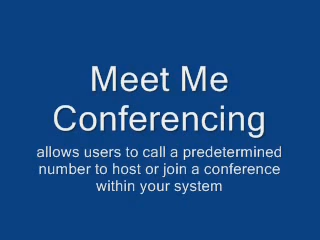 Meet Me
Conferencing
allows users to call a predetermined
number to host or join a conference
within your system